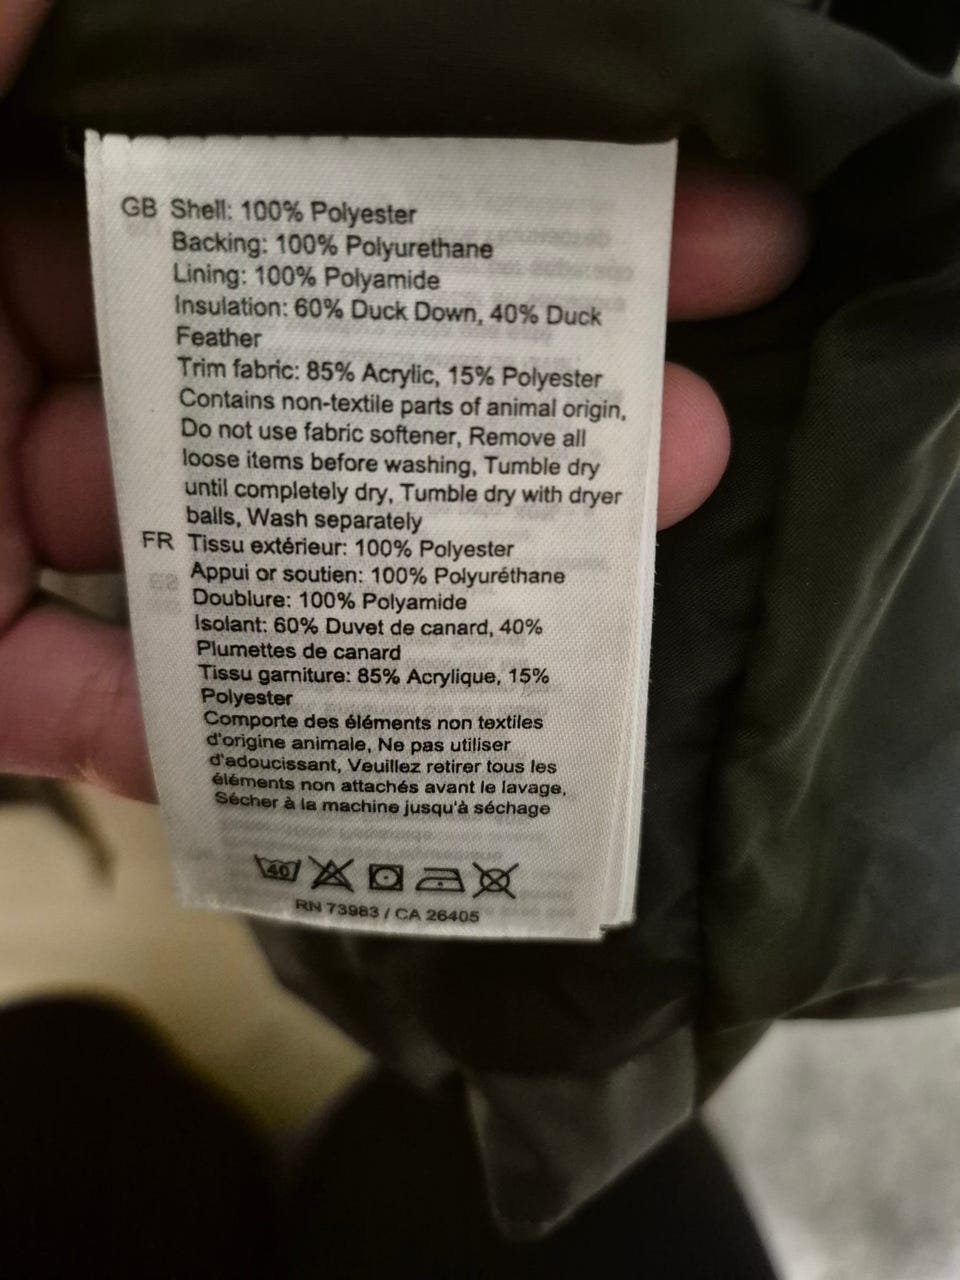 GB Shell: 100% Polyester
Backing: 100% Polyurethane
Lining: 100% Polyamide
Insulation: 60% Duck Down, 40% Duck
Feather
Trim fabric: 85% Acrylic, 15% Polyester
Contains non-textile parts of animal origin,
Do not use fabric softener, Remove all
loose items before washing, Tumble dry
until completely dry, Tumble dry with dryer
balls, Wash separately
FR Tissu extérieur: 100% Polyester
Appui or soutien: 100% Polyuréthane
Doublure: 100% Polyamide
Isolant: 60% Duvet de canard, 40%
Plumettes de canard
Tissu garniture: 85% Acrylique, 15%
Polyester
Comporte des éléments non textiles
d'origine animale, Ne pas utiliser
d'adoucissant, Veuillez retirer tous les
éléments non attachés avant le lavage,
Sécher à la machine jusqu'à séchage
40
RN 73983 / CA 26405